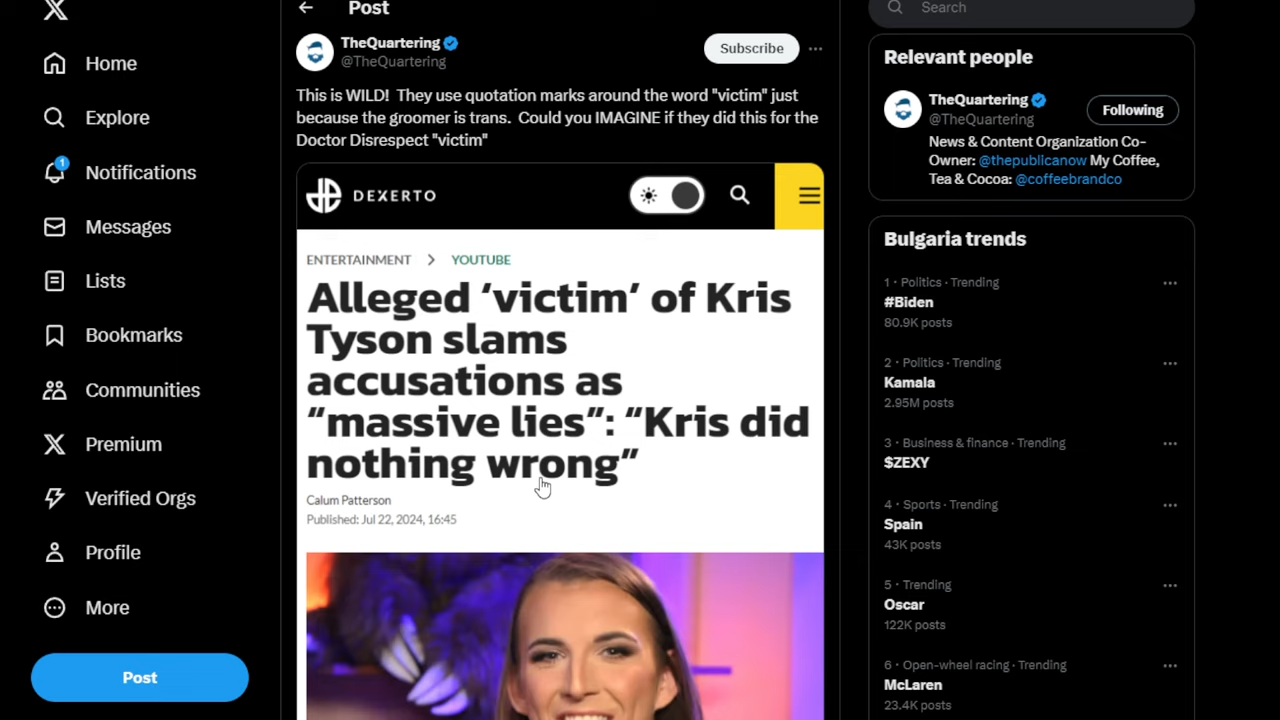 Home
Explore
1
Notifications
Messages
Lists
Bookmarks
Communities
Premium
Verified Orgs
Profile
More
Post
Post
TheQuartering
@TheQuartering
Subscribe
This is WILD! They use quotation marks around the word "victim" just
because the groomer is trans. Could you IMAGINE if they did this for the
Doctor Disrespect "victim"
DEXERTO
ENTERTAINMENT > YOUTUBE
Alleged ‘victim’ of Kris
Tyson slams
accusations as
“massive lies”: “Kris did
nothing wrong”
Calum Patterson
Published: Jul 22, 2024, 16:45
Search
Relevant people
TheQuartering
@TheQuartering
Following
News & Content Organization Co-
Owner: @thepublicanow My Coffee,
Tea & Cocoa: @coffeebrandco
Bulgaria trends
1 · Politics · Trending
#Biden
80.9K posts
2 · Politics · Trending
Kamala
2.95M posts
3 · Business & finance · Trending
$ZEXY
4 · Sports · Trending
Spain
43K posts
5 · Trending
Oscar
122K posts
6 · Open-wheel racing · Trending
McLaren
23.4K posts